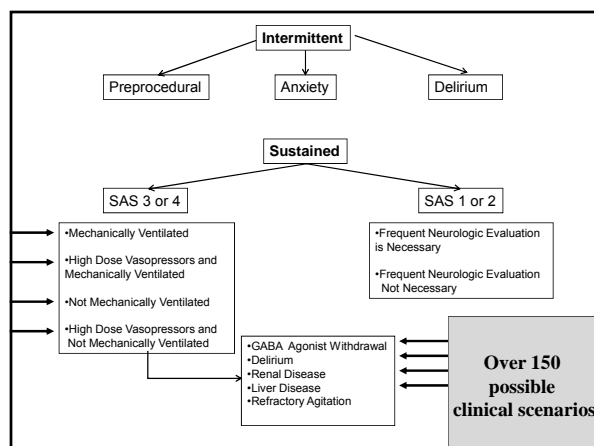 Intermittent
Preprocedural
Anxiety
Delirium
Sustained
SAS 3 or 4
SAS 1 or 2
•Mechanically Ventilated
•High Dose Vasopressors and
Mechanically Ventilated
•Not Mechanically Ventilated
•High Dose Vasopressors and
Not Mechanically Ventilated
•Frequent Neurologic Evaluation
is Necessary
•Frequent Neurologic Evaluation
Not Necessary
•GABA Agonist Withdrawal
•Delirium
•Renal Disease
•Liver Disease
•Refractory Agitation
Over 150
possible
clinical scenarios